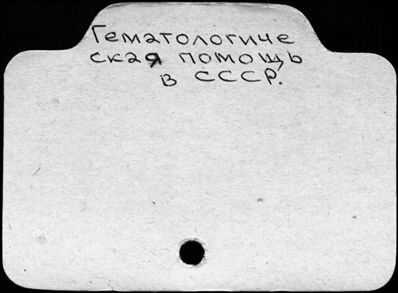 Гематологиче
ская помощь
в СССР.